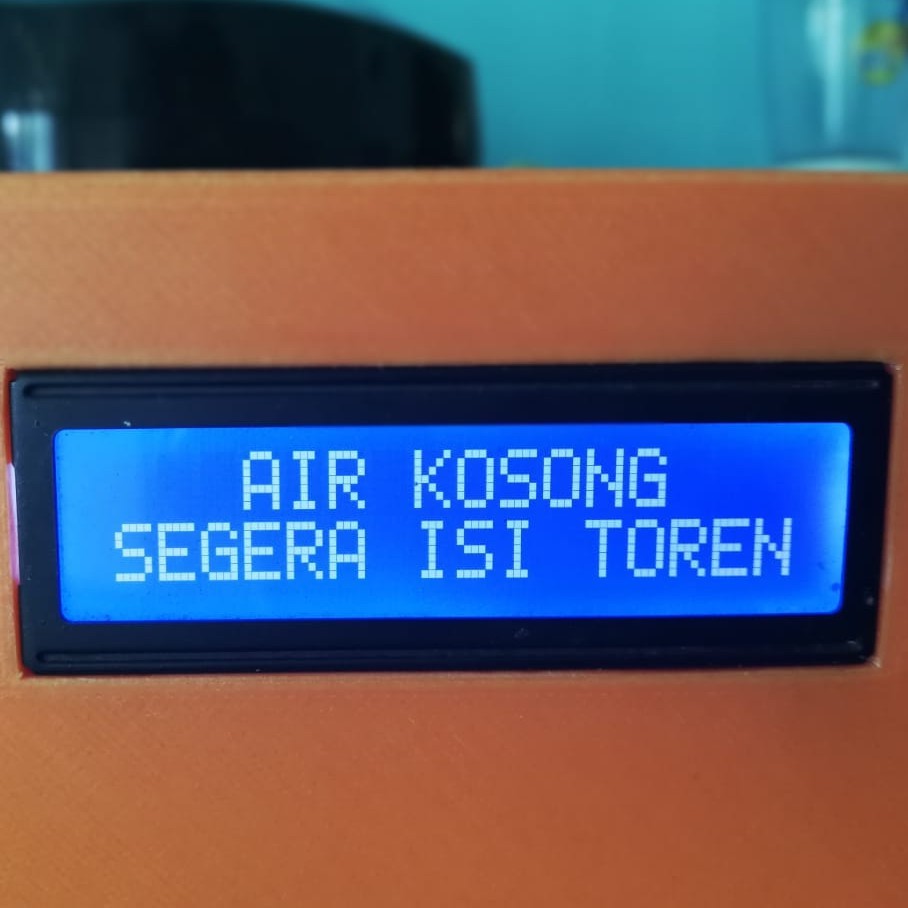 AIR KOSONG
SEGERA ISI TOREN